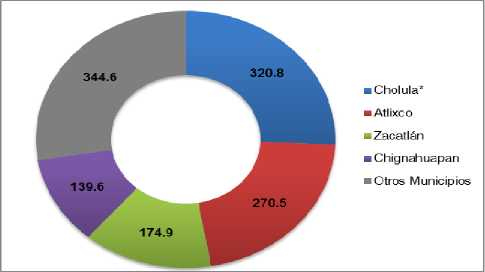 320.8
270.5
174.9
139.6
344.6
Cholula*
Atlixco
Zacatlán
Chignahuapan
Otros Municipios